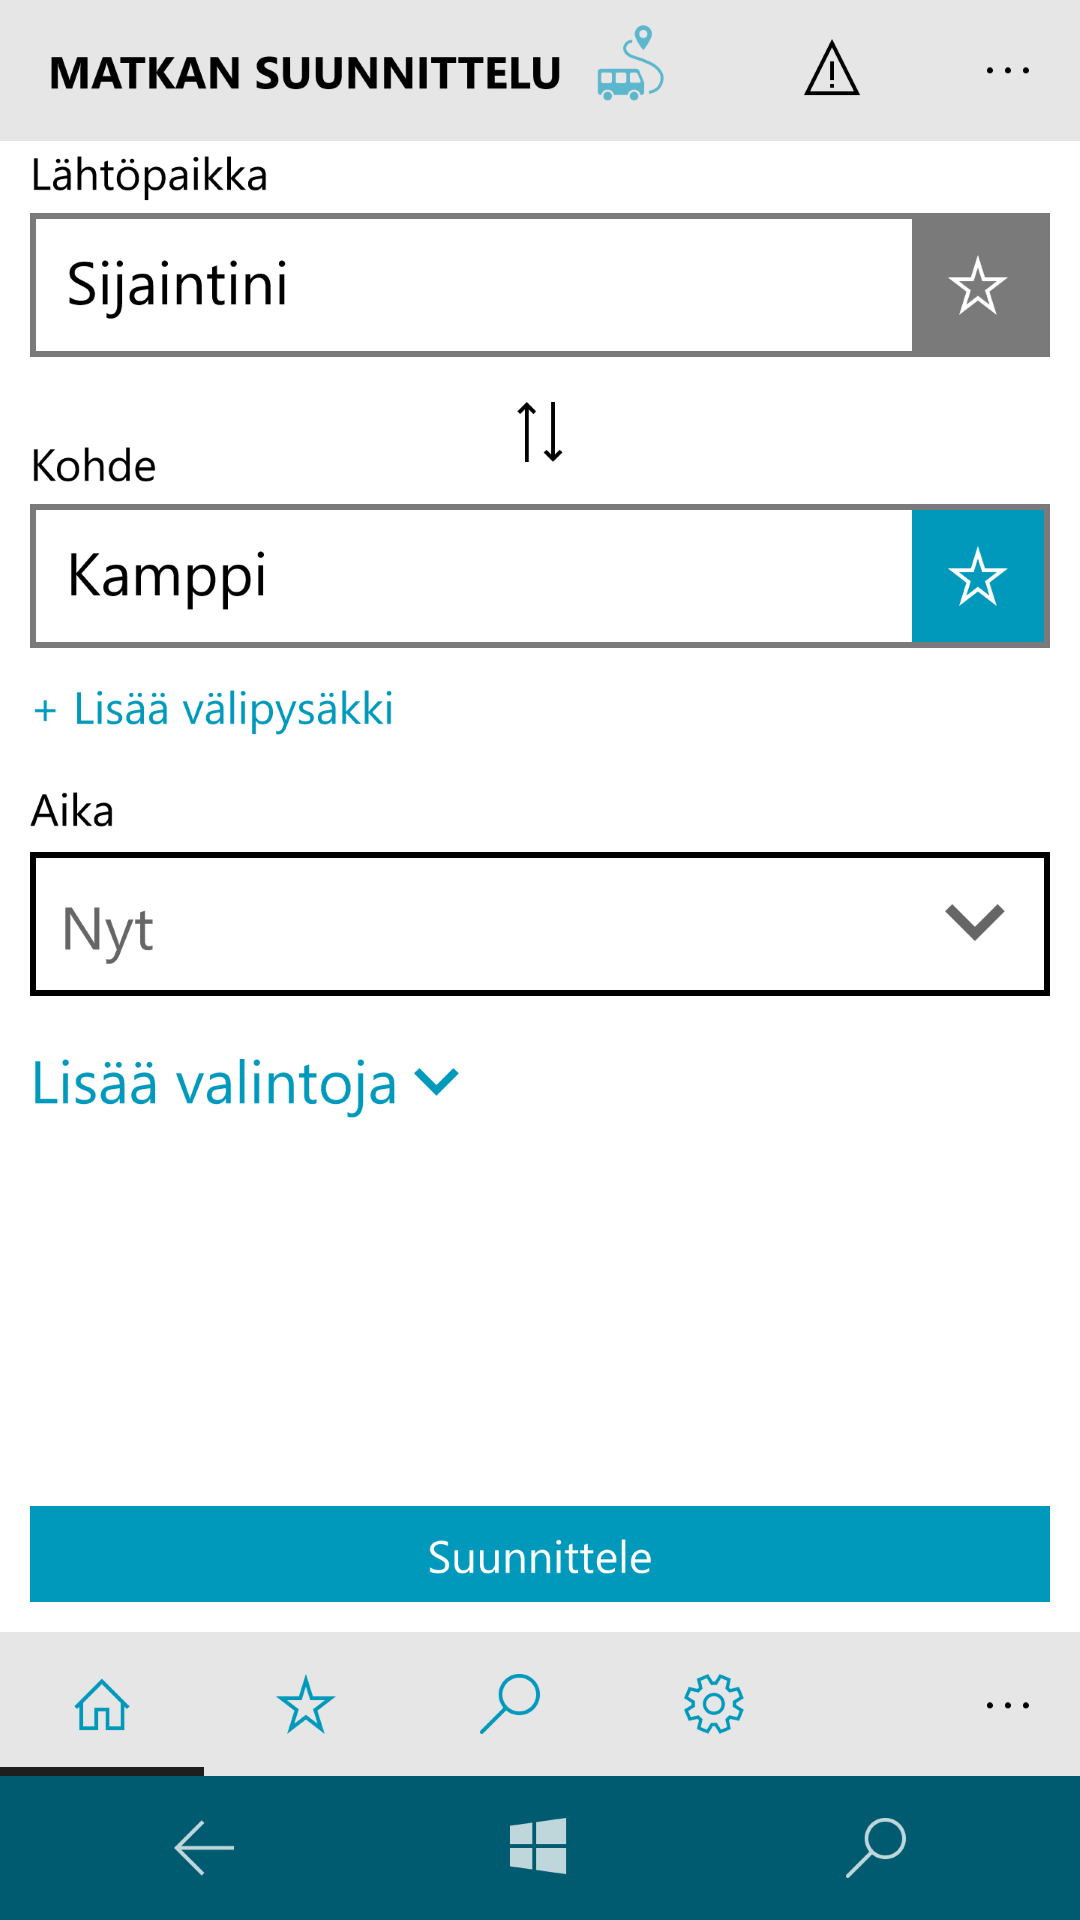 MATKAN SUUNNITTELU
Lähtöpaikka
Sijaintini
Kohde
Kamppi
+ Lisää välipysäkki
Aika
Nyt
Lisää valintoja
Suunnittele